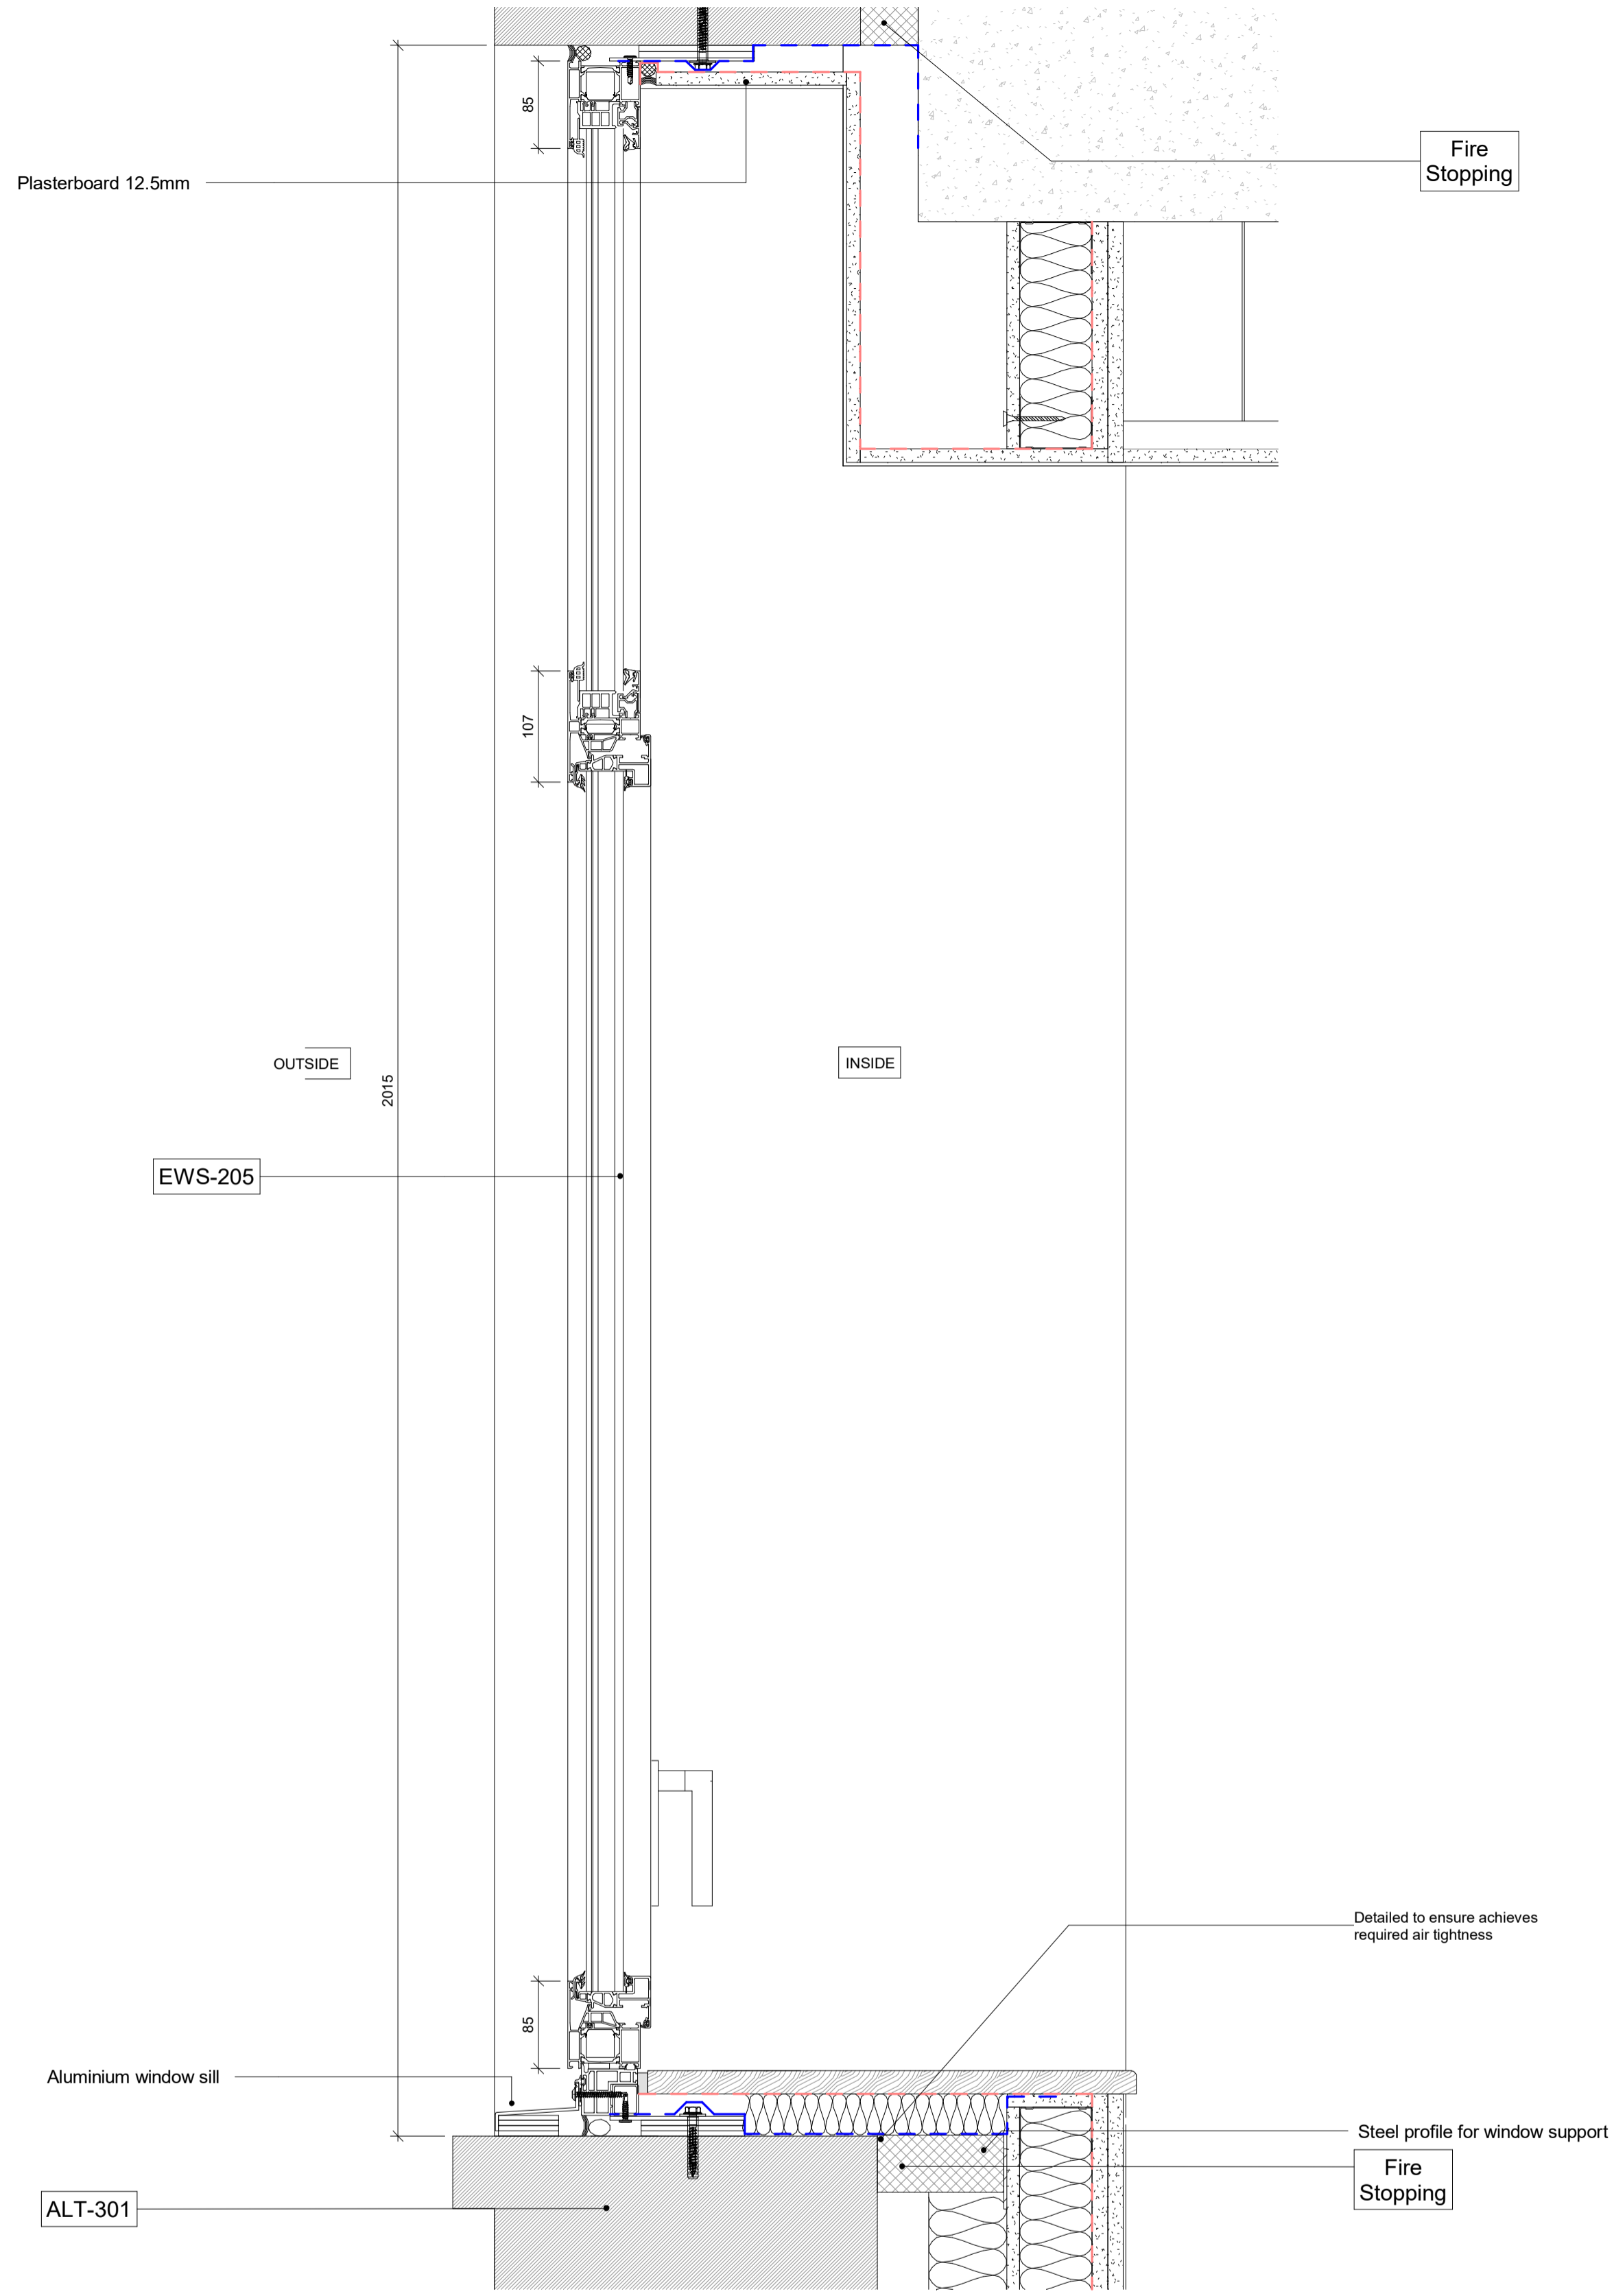 85
Fire
Stopping
Plasterboard 12.5mm
107
OUTSIDE
INSIDE
2015
EWS-205
Detailed to ensure achieves
required air tightness
85
Aluminium window sill
Steel profile for window support
Fire
Stopping
ALT-301